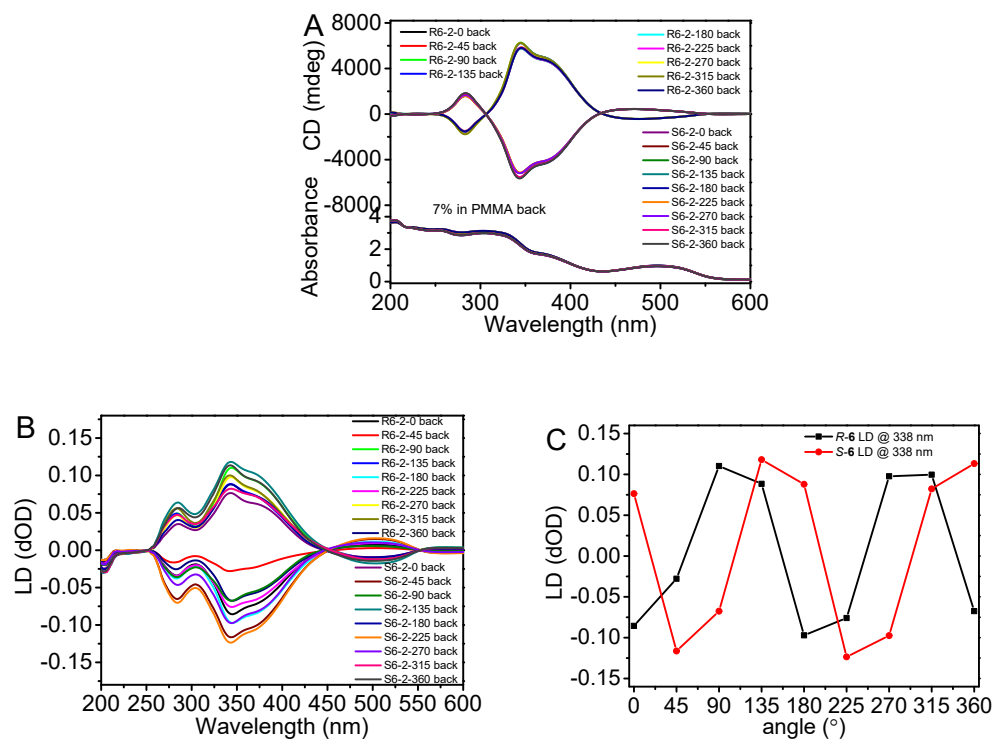 A
CD (mdeg)
8000
4000
0
-4000
-8000
R6-2-0 back
R6-2-45 back
R6-2-90 back
R6-2-135 back
R6-2-180 back
R6-2-225 back
R6-2-270 back
R6-2-315 back
R6-2-360 back
S6-2-0 back
S6-2-45 back
S6-2-90 back
S6-2-135 back
S6-2-180 back
S6-2-225 back
S6-2-270 back
S6-2-315 back
S6-2-360 back
7% in PMMA back
Absorbance
4
2
0
200 300 400 500 600
Wavelength (nm)
B
LD (dOD)
0.15
0.10
0.05
0.00
-0.05
-0.10
-0.15
R6-2-0 back
R6-2-45 back
R6-2-90 back
R6-2-135 back
R6-2-180 back
R6-2-225 back
R6-2-270 back
R6-2-315 back
R6-2-360 back
S6-2-0 back
S6-2-45 back
S6-2-90 back
S6-2-135 back
S6-2-180 back
S6-2-225 back
S6-2-270 back
S6-2-315 back
S6-2-360 back
200 250 300 350 400 450 500 550 600
Wavelength (nm)
C
LD (dOD)
0.15
0.10
0.05
0.00
-0.05
-0.10
-0.15
R-6 LD @ 338 nm
S-6 LD @ 338 nm
0 45 90 135 180 225 270 315 360
angle (°)